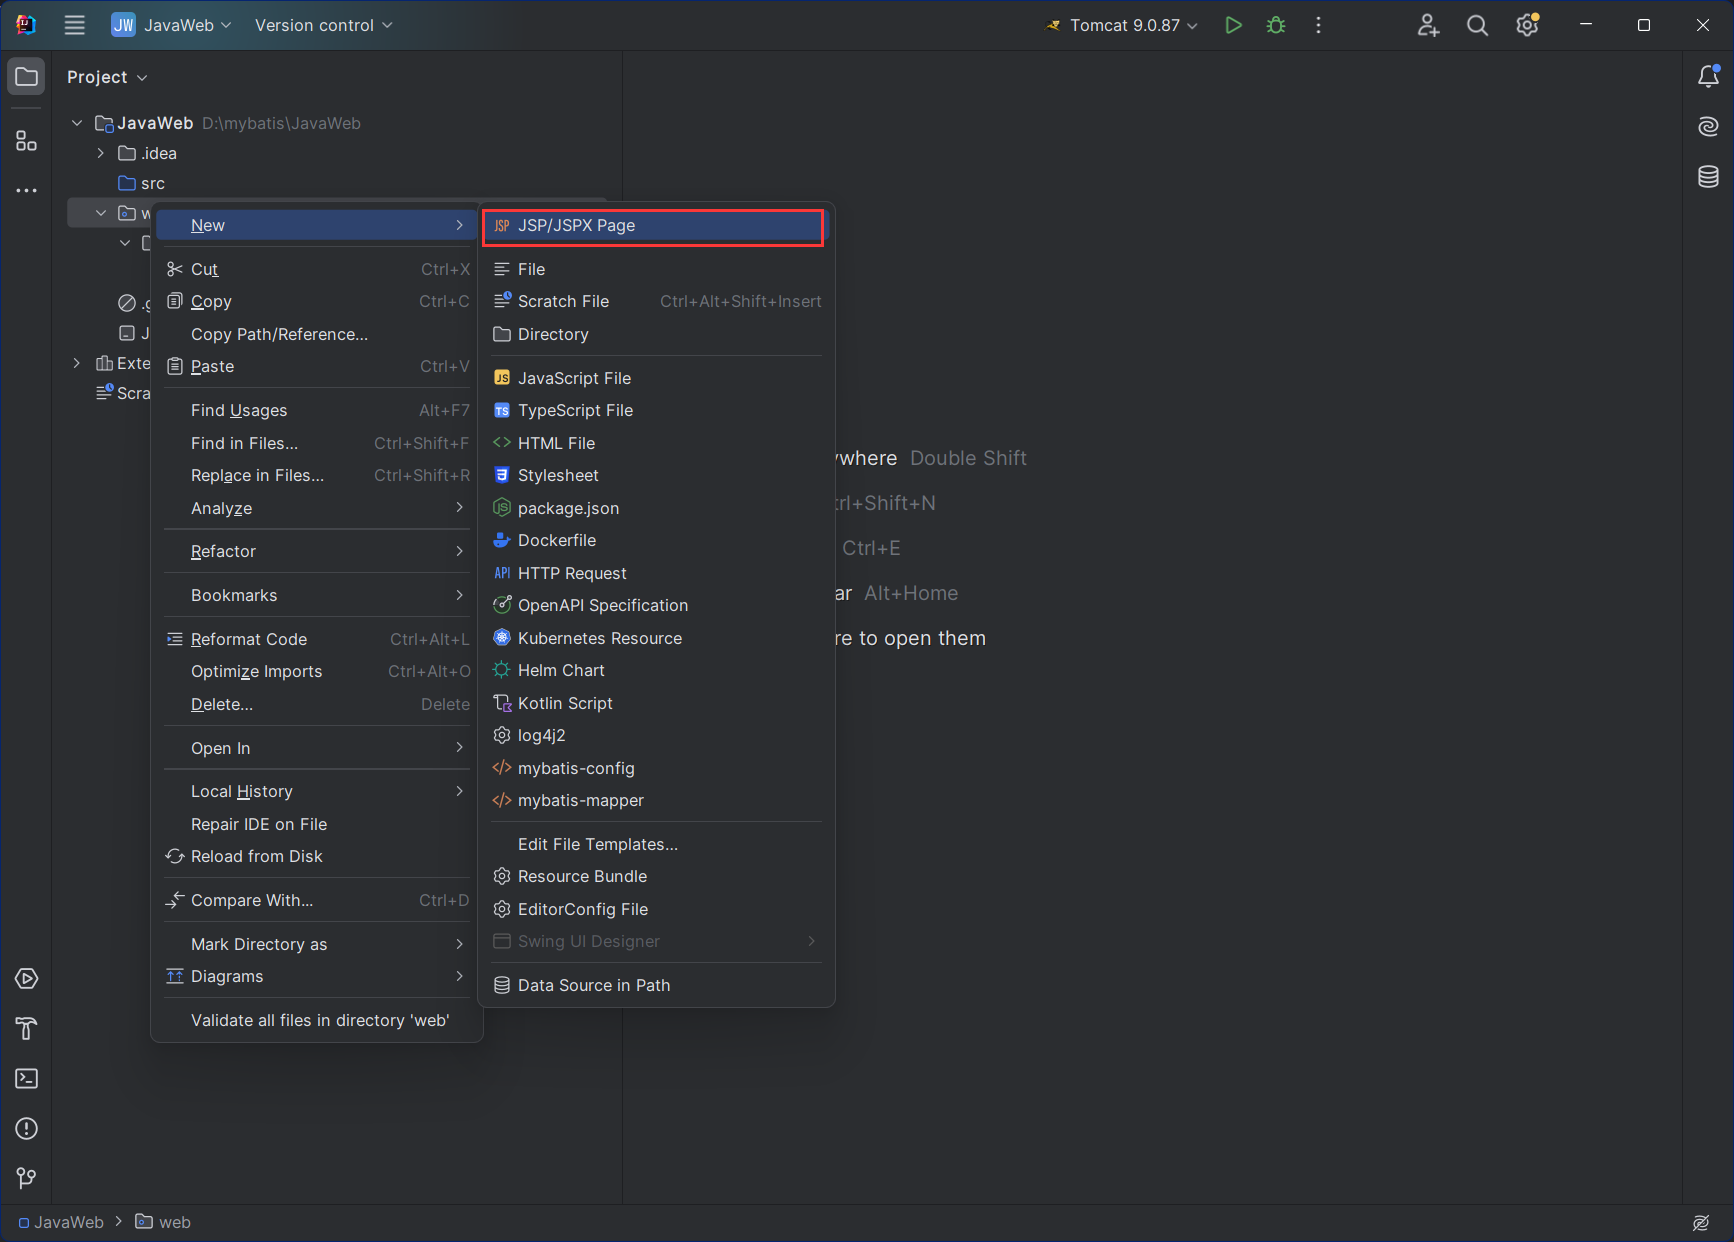 JW JavaWeb Version control Tomcat 9.0.87
Project
JavaWeb D:\mybatis\JavaWeb
.idea
src
w
.g
J
Exte
Scra
New
Cut Ctrl+X
Copy Ctrl+C
Copy Path/Reference...
Paste Ctrl+V
Find Usages Alt+F7
Find in Files... Ctrl+Shift+F
Replace in Files... Ctrl+Shift+R
Analyze
Refactor
Bookmarks
Reformat Code Ctrl+Alt+L
Optimize Imports Ctrl+Alt+O
Delete... Delete
Open In
Local History
Repair IDE on File
Reload from Disk
Compare With... Ctrl+D
Mark Directory as
Diagrams
Validate all files in directory 'web'
JSP JSP/JSPX Page
File
Scratch File Ctrl+Alt+Shift+Insert
Directory
JS JavaScript File
TS TypeScript File
HTML File
Stylesheet
package.json
Dockerfile
API HTTP Request
OpenAPI Specification
Kubernetes Resource
Helm Chart
Kotlin Script
log4j2
mybatis-config
mybatis-mapper
Edit File Templates...
Resource Bundle
EditorConfig File
Swing UI Designer
Data Source in Path
ywhere Double Shift
trl+Shift+N
Ctrl+E
ar Alt+Home
re to open them
JavaWeb > web